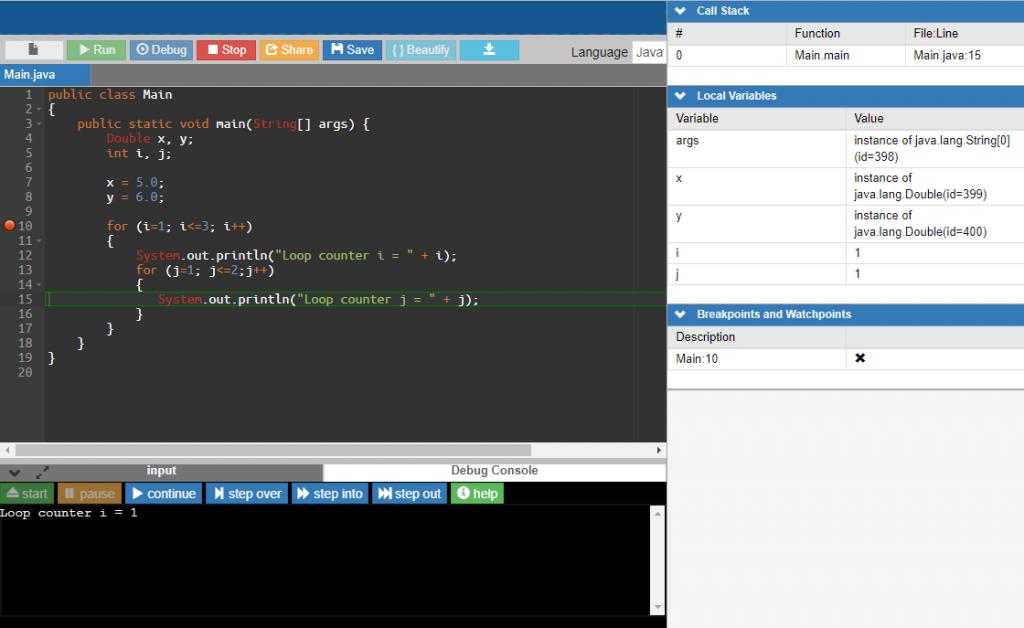 Run Debug Stop Share Save {} Beautify Language Java
Main.java
1 public class Main
2 {
3 public static void main(String[] args) {
4 Double x, y;
5 int i, j;
6
7 x = 5.0;
8 y = 6.0;
9
10 for (i=1; i<=3; i++)
11 {
12 System.out.println("Loop counter i = " + i);
13 for (j=1; j<=2;j++)
14 {
15 System.out.println("Loop counter j = " + j);
16 }
17 }
18 }
19 }
20
input Debug Console
start pause continue step over step into step out help
Loop counter i = 1
Call Stack
# Function File:Line
0 Main.main Main.java:15
Local Variables
Variable Value
args instance of java.lang.String[0]
(id=398)
x instance of
java.lang.Double(id=399)
y instance of
java.lang.Double(id=400)
i 1
j 1
Breakpoints and Watchpoints
Description
Main:10